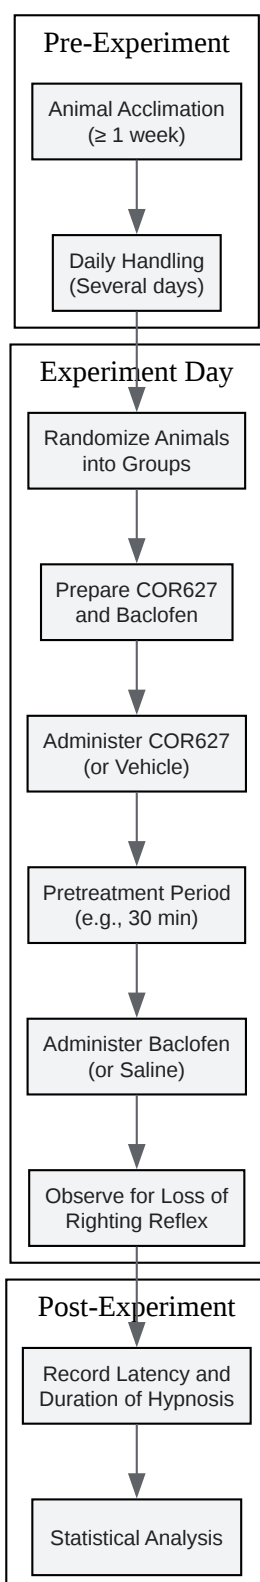 Pre-Experiment
Animal Acclimation
(≥ 1 week)
Daily Handling
(Several days)
Experiment Day
Randomize Animals
into Groups
Prepare COR627
and Baclofen
Administer COR627
(or Vehicle)
Pretreatment Period
(e.g., 30 min)
Administer Baclofen
(or Saline)
Observe for Loss of
Righting Reflex
Post-Experiment
Record Latency and
Duration of Hypnosis
Statistical Analysis